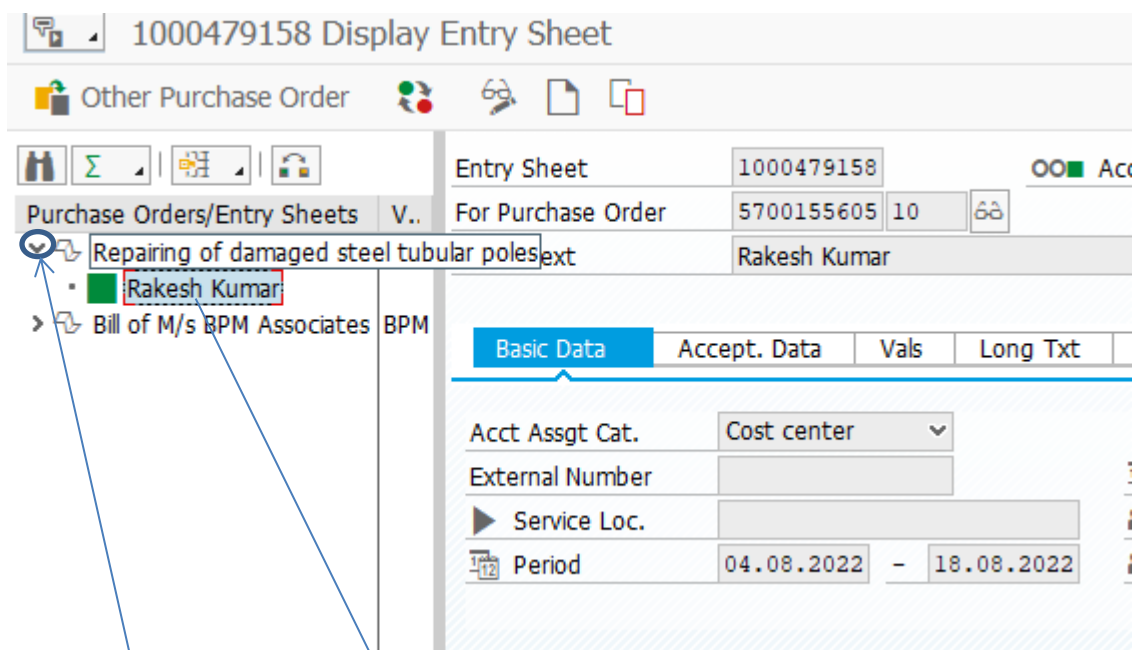 1000479158 Display Entry Sheet
Other Purchase Order
Purchase Orders/Entry Sheets V..
Repairing of damaged steel tubular poles
Rakesh Kumar
Bill of M/s BPM Associates BPM
Entry Sheet 1000479158 Acc
For Purchase Order 5700155605 10
ext Rakesh Kumar
Basic Data Accept. Data Vals Long Txt
Acct Assgt Cat. Cost center
External Number
Service Loc.
Period 04.08.2022 - 18.08.2022